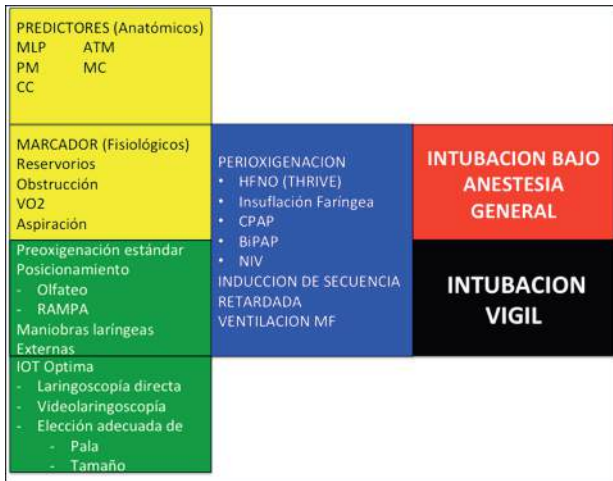 PREDICTORES (Anatómicos)
MLP ATM
PM MC
CC
MARCADOR (Fisiológicos)
Reservorios
Obstrucción
VO2
Aspiración
Preoxigenación estándar
Posicionamiento
- Olfateo
- RAMPA
Maniobras laríngeas
Externas
IOT Optima
- Laringoscopía directa
- Videolaringoscopía
- Elección adecuada de
- Pala
- Tamaño
PERIOXIGENACION
• HFNO (THRIVE)
• Insuflación Faríngea
• CPAP
• BiPAP
• NIV
INDUCCION DE SECUENCIA
RETARDADA
VENTILACION MF
INTUBACION BAJO
ANESTESIA
GENERAL
INTUBACION
VIGIL